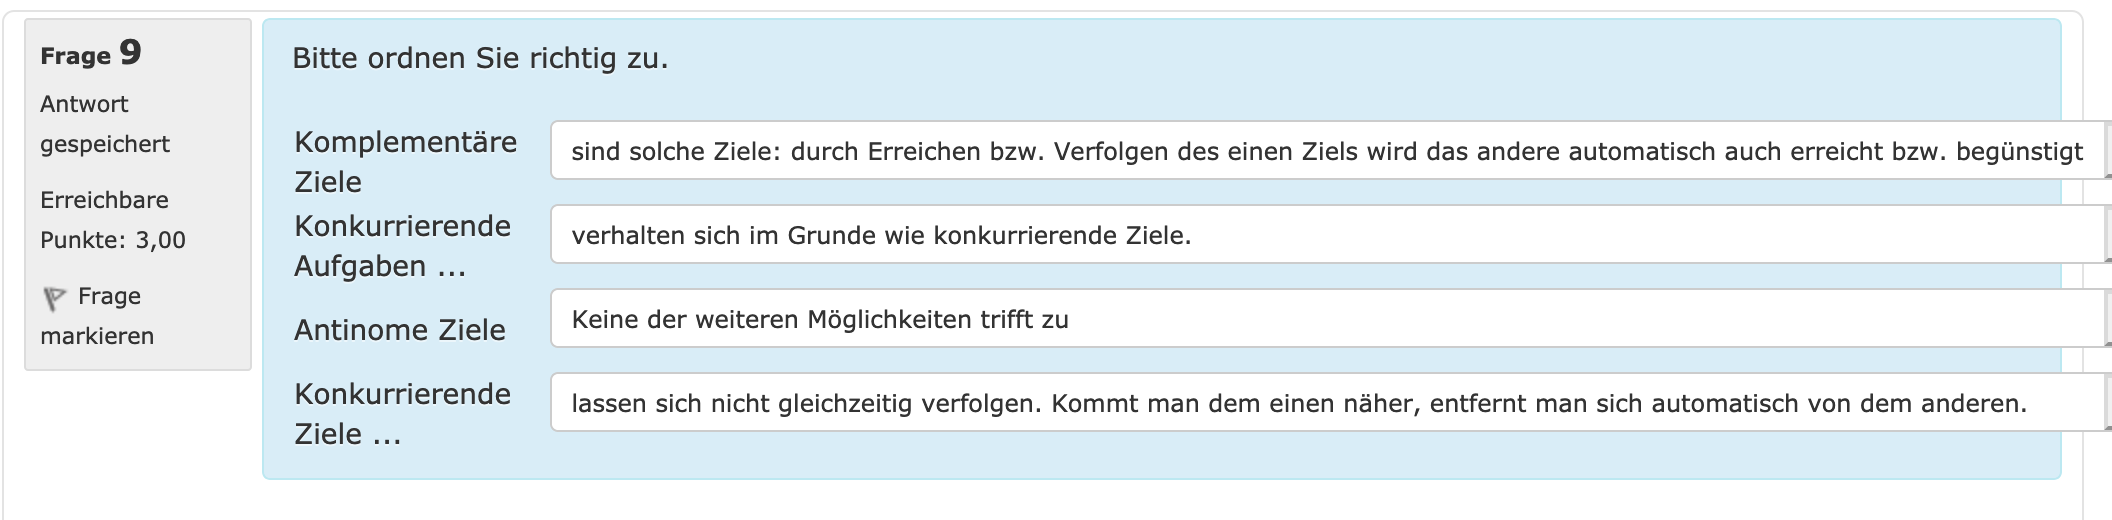 Frage 9
Antwort
gespeichert
Erreichbare
Punkte: 3,00
Frage
markieren
Bitte ordnen Sie richtig zu.
Komplementäre
Ziele
sind solche Ziele: durch Erreichen bzw. Verfolgen des einen Ziels wird das andere automatisch auch erreicht bzw. begünstigt
Konkurrierende
Aufgaben ...
verhalten sich im Grunde wie konkurrierende Ziele.
Antinome Ziele
Keine der weiteren Möglichkeiten trifft zu
Konkurrierende
Ziele ...
lassen sich nicht gleichzeitig verfolgen. Kommt man dem einen näher, entfernt man sich automatisch von dem anderen.